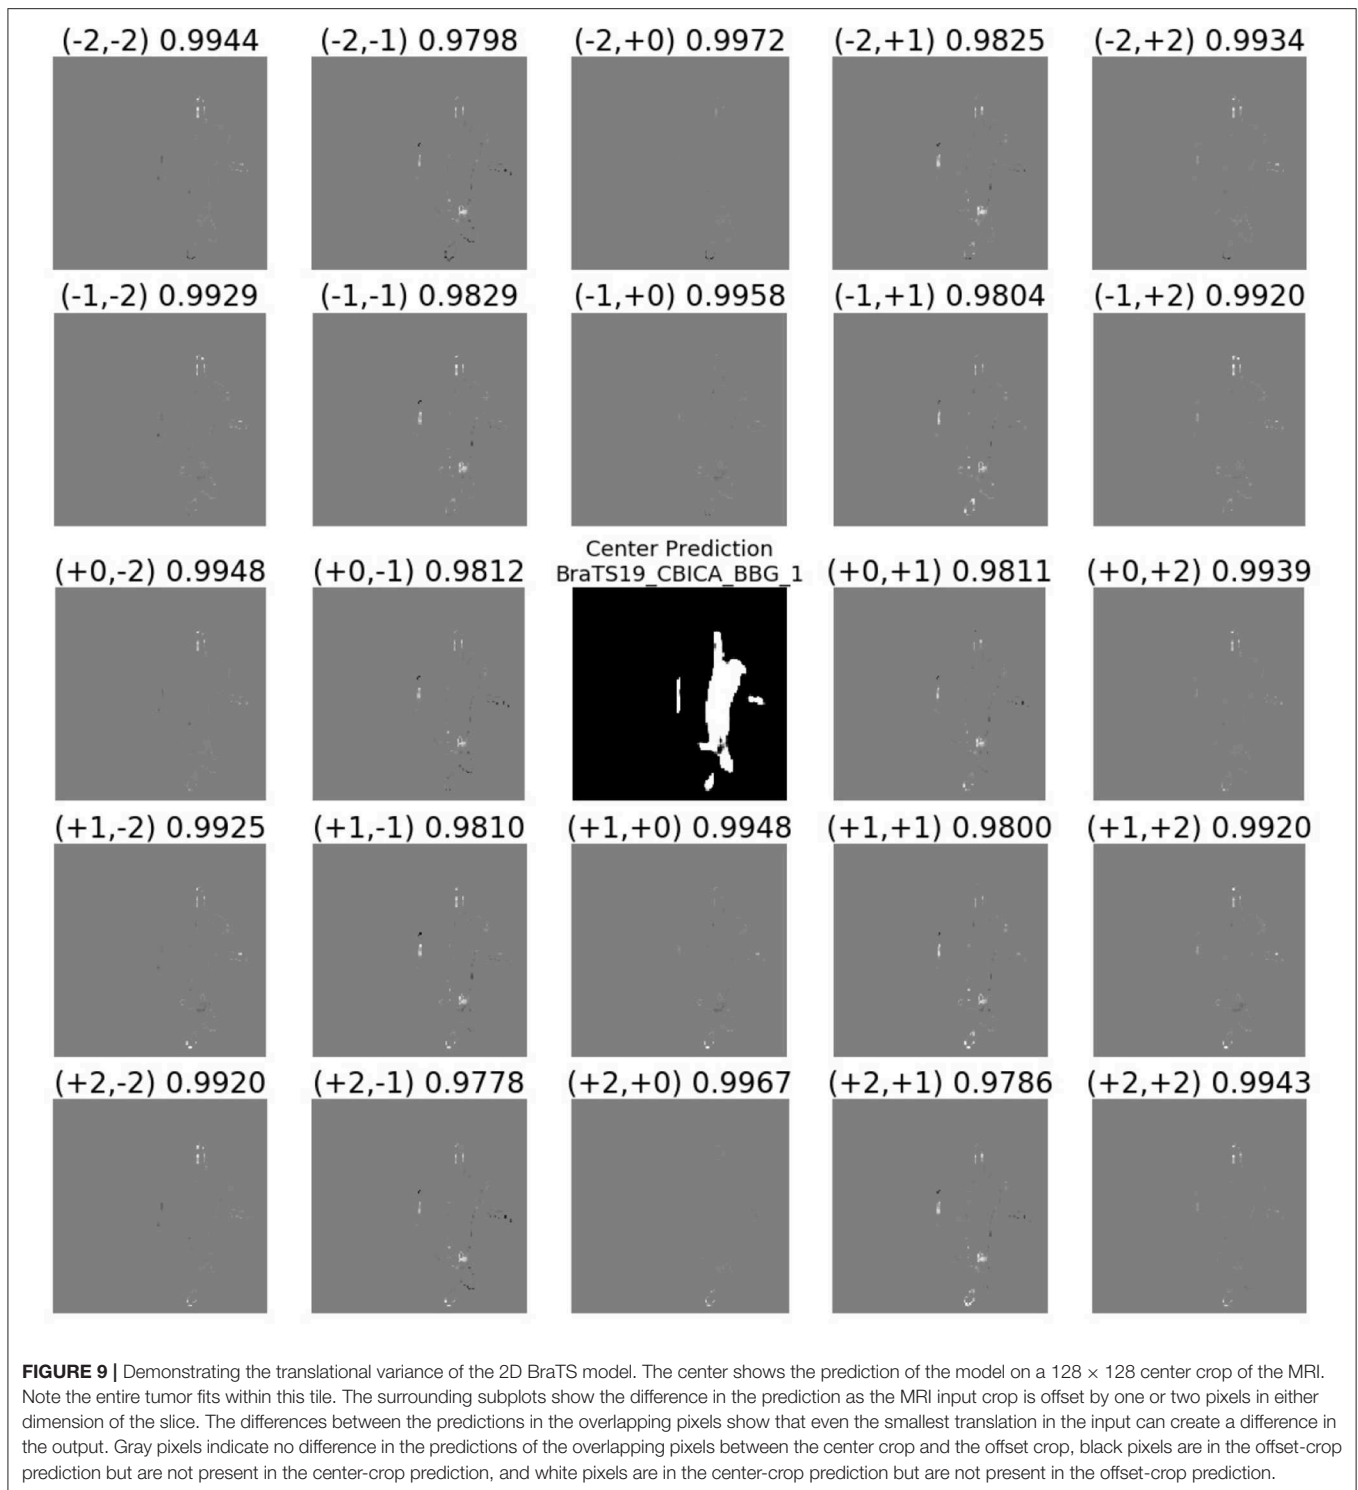 (-2,-2) 0.9944 (-2,-1) 0.9798 (-2,+0) 0.9972 (-2,+1) 0.9825 (-2,+2) 0.9934
(-1,-2) 0.9929 (-1,-1) 0.9829 (-1,+0) 0.9958 (-1,+1) 0.9804 (-1,+2) 0.9920
Center Prediction
(+0,-2) 0.9948 (+0,-1) 0.9812 BraTS19_CBICA_BBG_1 (+0,+1) 0.9811 (+0,+2) 0.9939
(+1,-2) 0.9925 (+1,-1) 0.9810 (+1,+0) 0.9948 (+1,+1) 0.9800 (+1,+2) 0.9920
(+2,-2) 0.9920 (+2,-1) 0.9778 (+2,+0) 0.9967 (+2,+1) 0.9786 (+2,+2) 0.9943
FIGURE 9 | Demonstrating the translational variance of the 2D BraTS model. The center shows the prediction of the model on a 128 × 128 center crop of the MRI.
Note the entire tumor fits within this tile. The surrounding subplots show the difference in the prediction as the MRI input crop is offset by one or two pixels in either
dimension of the slice. The differences between the predictions in the overlapping pixels show that even the smallest translation in the input can create a difference in
the output. Gray pixels indicate no difference in the predictions of the overlapping pixels between the center crop and the offset crop, black pixels are in the offset-crop
prediction but are not present in the center-crop prediction, and white pixels are in the center-crop prediction but are not present in the offset-crop prediction.